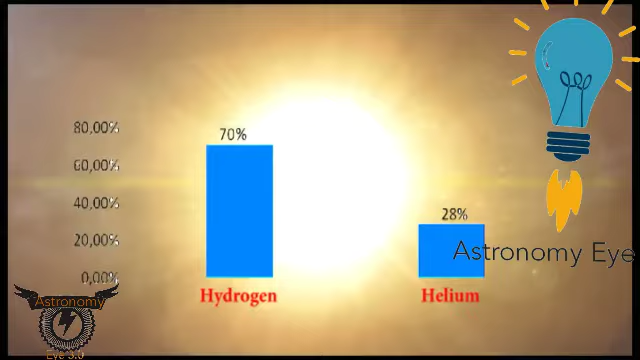 80,00%
70%
60,00%
40,00%
28%
20,00%
0,00%
Astronomy Eye
Hydrogen
Helium
Astronomy
Eye 3.0